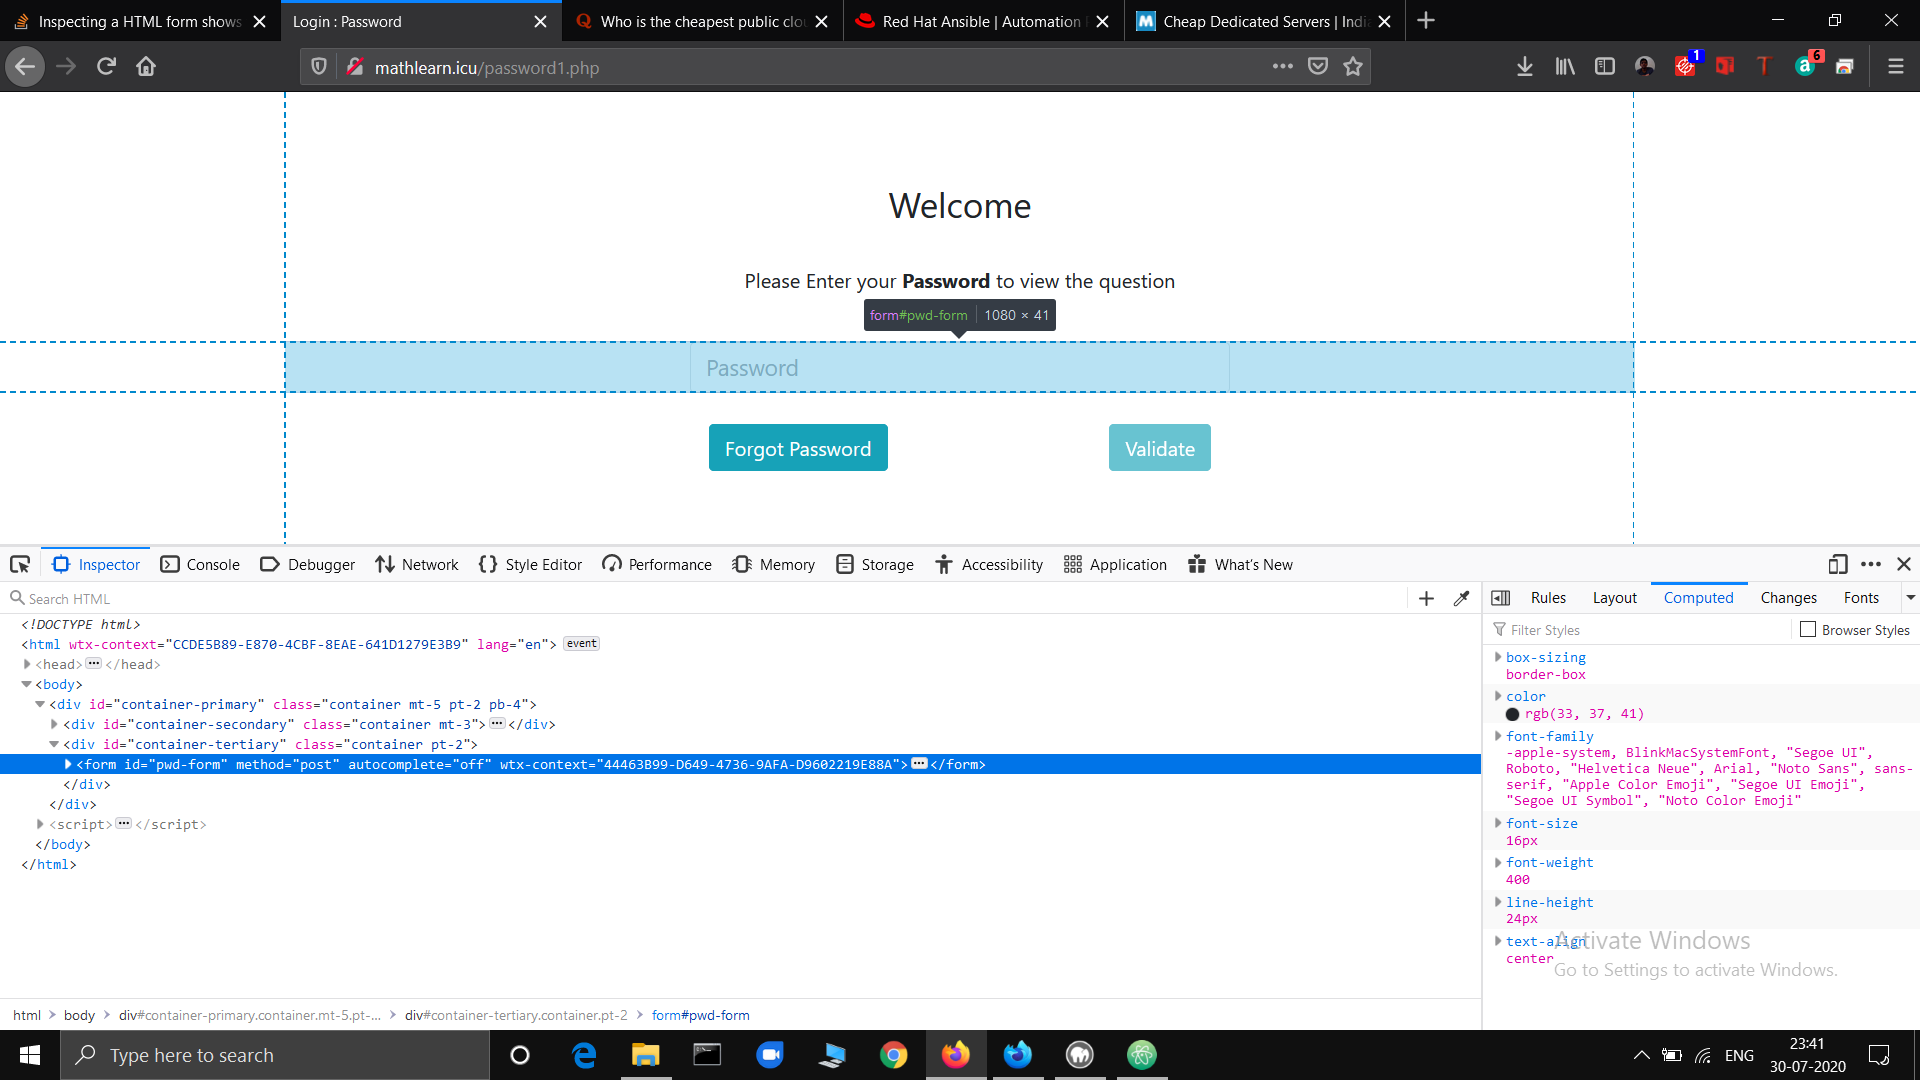 Inspecting a HTML form shows
Login : Password
Who is the cheapest public clou
Red Hat Ansible | Automation
Cheap Dedicated Servers | Indi
mathlearn.icu/password1.php
1
6
Welcome
Please Enter your Password to view the question
form#pwd-form 1080 × 41
Password
Forgot Password
Validate
Inspector Console Debugger Network Style Editor Performance Memory Storage Accessibility Application What's New
Search HTML
Rules Layout Computed Changes Fonts
Filter Styles
Browser Styles
<!DOCTYPE html>
<html wtx-context="CCDE5B89-E870-4CBF-8EAE-641D1279E3B9" lang="en"> event
<head> ••• </head>
<body>
<div id="container-primary" class="container mt-5 pt-2 pb-4">
<div id="container-secondary" class="container mt-3"> ••• </div>
<div id="container-tertiary" class="container pt-2">
<form id="pwd-form" method="post" autocomplete="off" wtx-context="44463B99-D649-4736-9AFA-D9602219E88A"> ••• </form>
</div>
</div>
<script> ••• </script>
</body>
</html>
box-sizing
border-box
color
rgb(33, 37, 41)
font-family
-apple-system, BlinkMacSystemFont, "Segoe UI",
Roboto, "Helvetica Neue", Arial, "Noto Sans", sans-
serif, "Apple Color Emoji", "Segoe UI Emoji",
"Segoe UI Symbol", "Noto Color Emoji"
font-size
16px
font-weight
400
line-height
24px
text-align
center
Activate Windows
Go to Settings to activate Windows.
html > body > div#container-primary.container.mt-5.pt-... > div#container-tertiary.container.pt-2 > form#pwd-form
Type here to search
ENG
23:41
30-07-2020